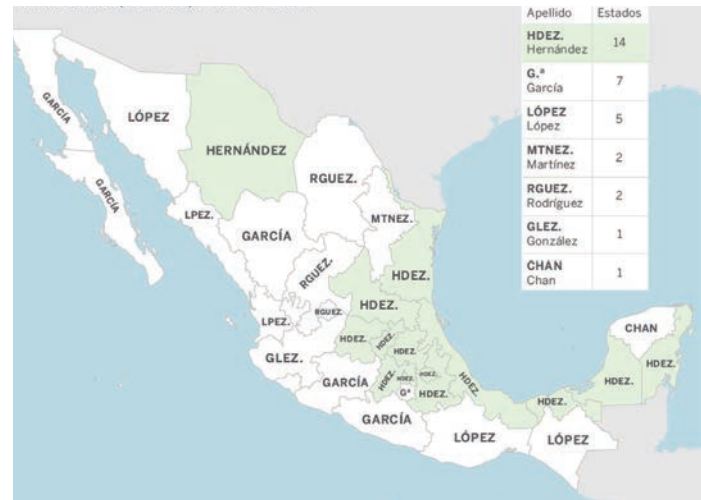 Apellido Estados
HDEZ.
Hernández 14
G.ª
García 7
LÓPEZ
López 5
MTNEZ.
Martínez 2
RGUEZ.
Rodríguez 2
GLEZ.
González 1
CHAN
Chan 1
GARCÍA
LÓPEZ
HERNÁNDEZ
GARCÍA
RGUEZ.
LPEZ.
MTNEZ.
GARCÍA
RGUEZ.
HDEZ.
HDEZ.
LPEZ.
RGUEZ.
CHAN
HDEZ.
HDEZ.
HDEZ.
GLEZ.
HDEZ.
HDEZ.
HDEZ.
HDEZ.
HDEZ.
HDEZ.
GARCÍA
Gª
HDEZ.
HDEZ.
GARCÍA
LÓPEZ
LÓPEZ